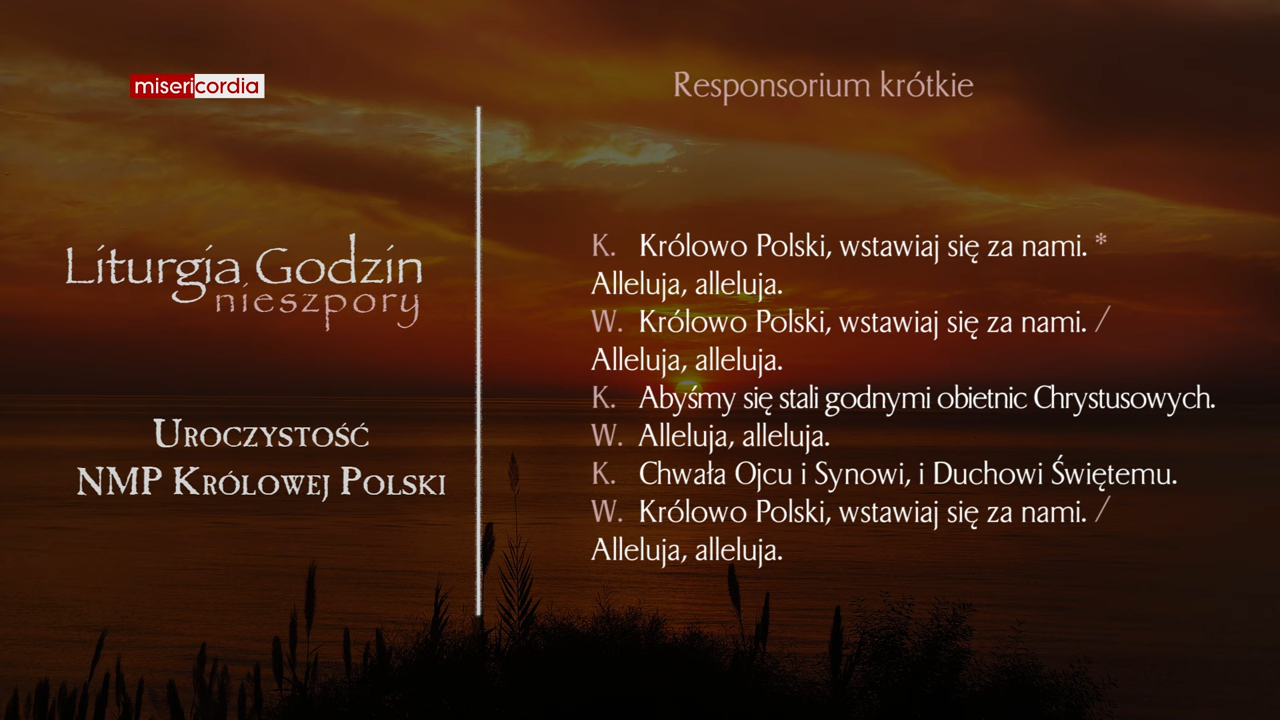 misericordia
Liturgia Godzin
nieszpory
Uroczystość
NMP Królowej Polski
Responsorium krótkie
K. Królowo Polski, wstawiaj się za nami. *
Alleluja, alleluja.
W. Królowo Polski, wstawiaj się za nami. /
Alleluja, alleluja.
K. Abyśmy się stali godnymi obietnic Chrystusowych.
W. Alleluja, alleluja.
K. Chwała Ojcu i Synowi, i Duchowi Świętemu.
W. Królowo Polski, wstawiaj się za nami. /
Alleluja, alleluja.